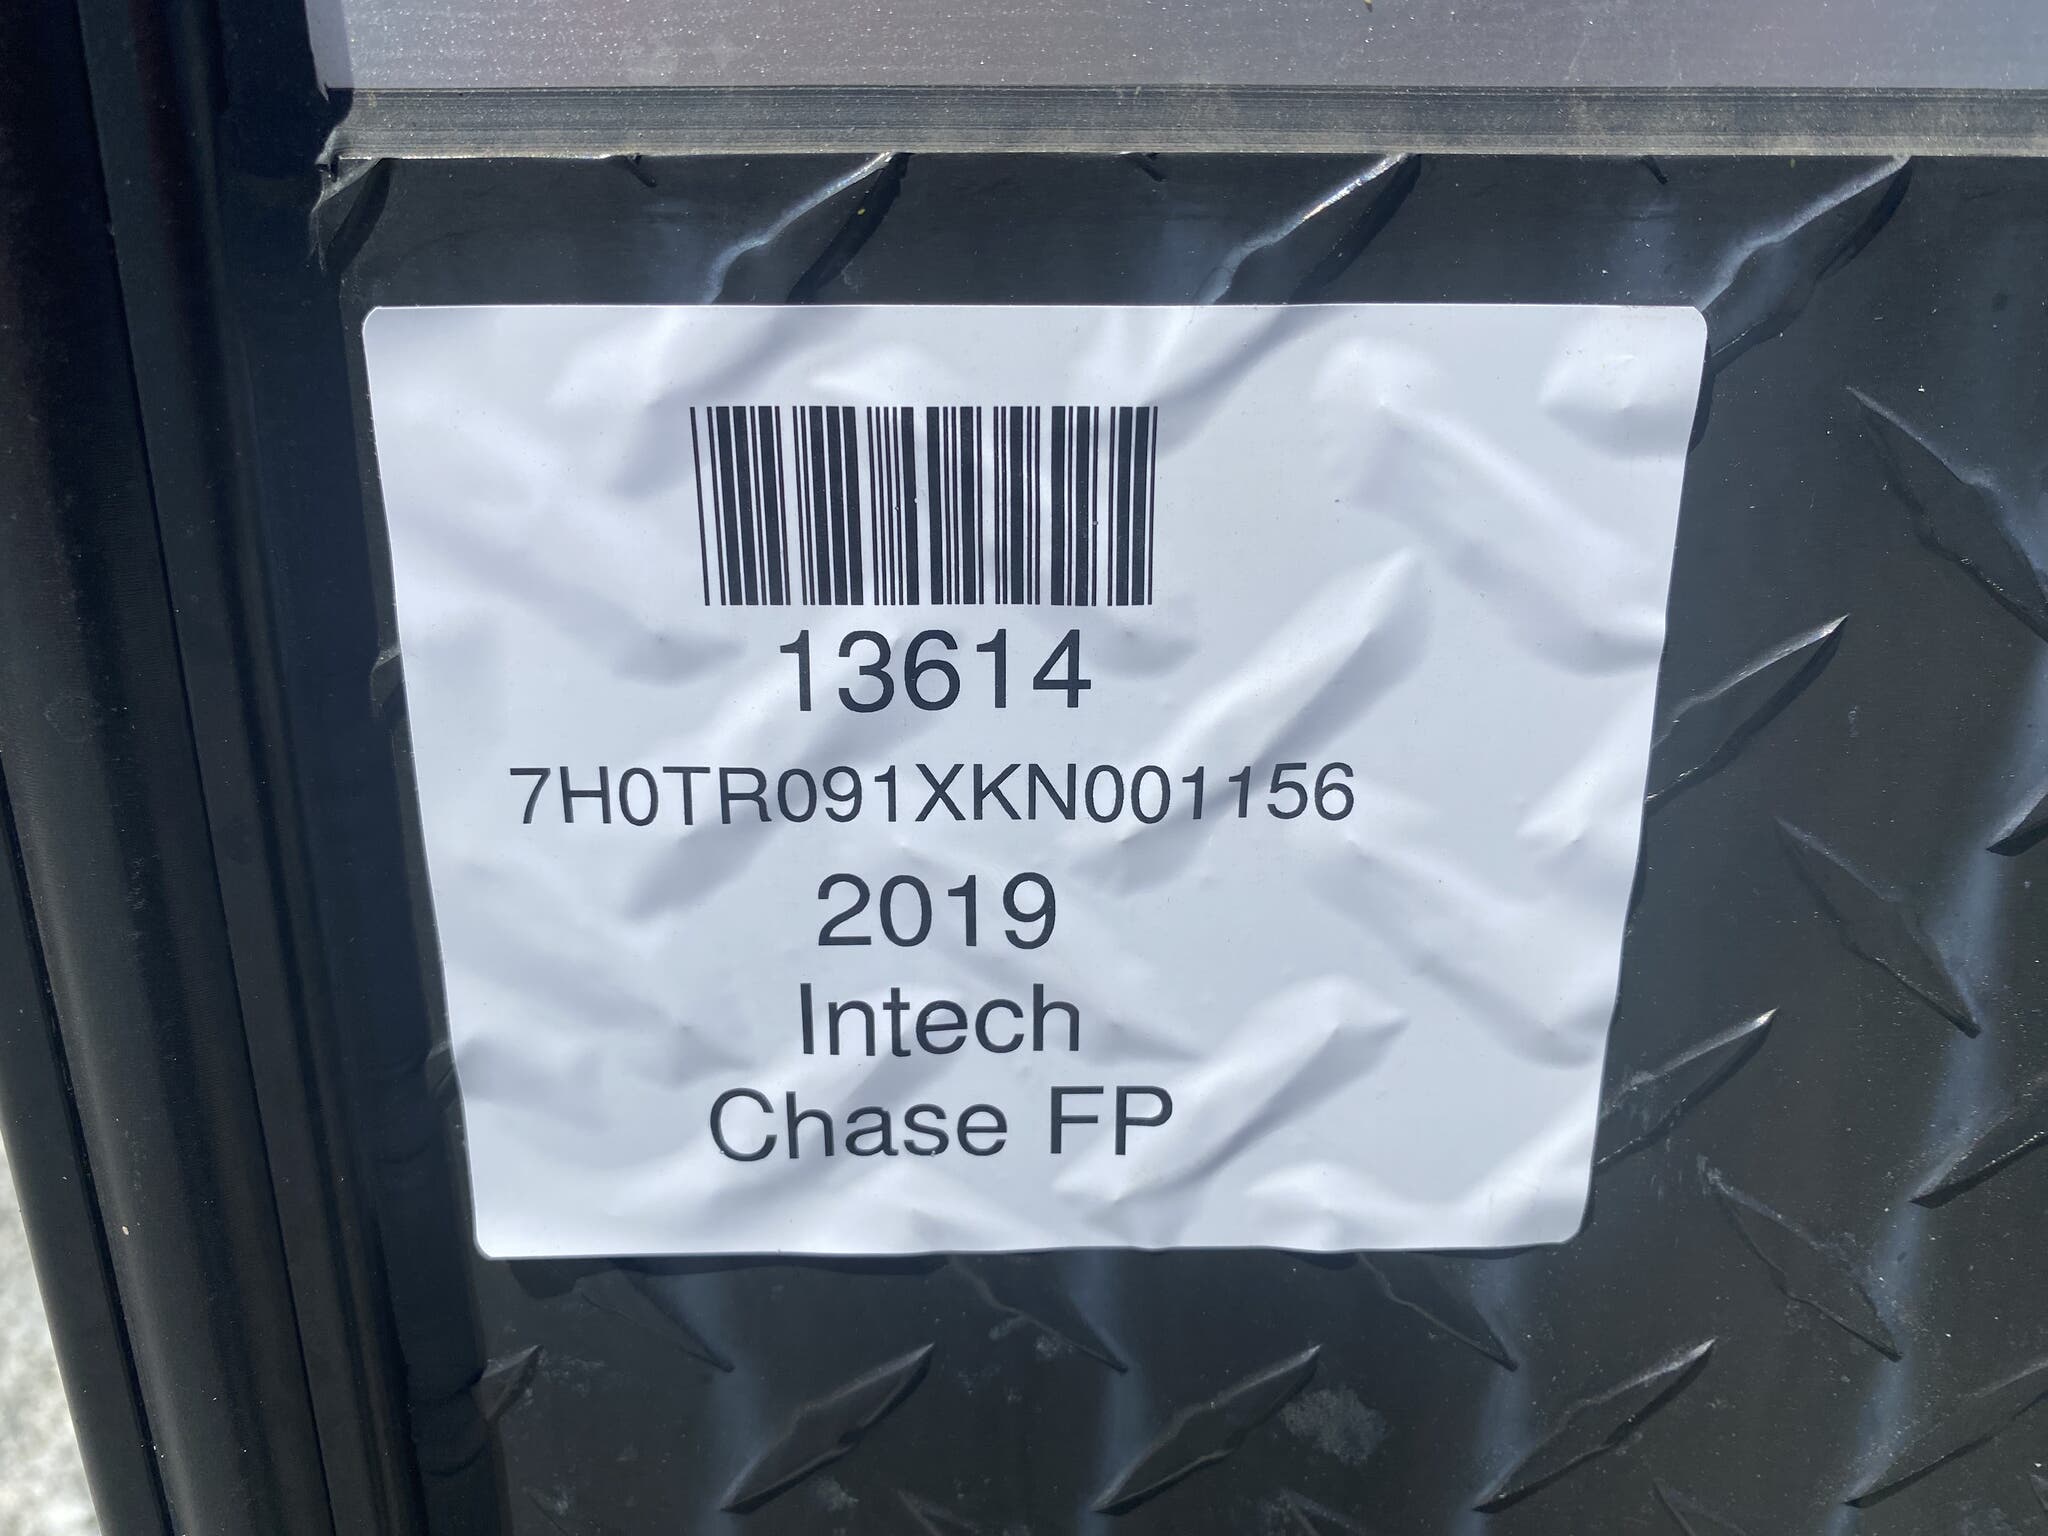 13614
7H0TR091XKN001156
2019
Intech
Chase FP